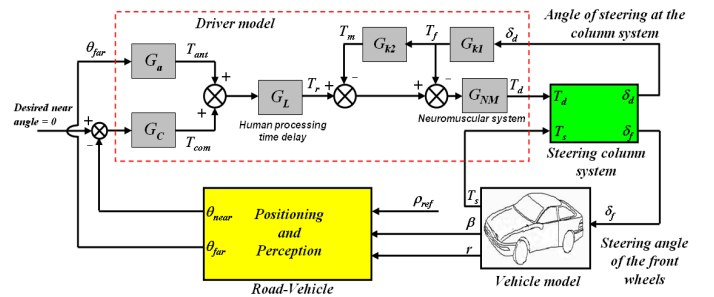 Driver model
Angle of steering at the
column system
θfar
Tant
Tm
Tf
δd
Ga
Gk2
Gk1
Desired near
angle = 0
+
+
−
+
+
GL
Tr
+
−
+
−
GNM
Td
Td
δd
GC
Tcom
Human processing
time delay
Neuromuscular system
Ts
δf
Steering column
system
θnear
θfar
Positioning
and
Perception
ρref
β
r
Ts
δf
Steering angle
of the front
wheels
Vehicle model
Road-Vehicle